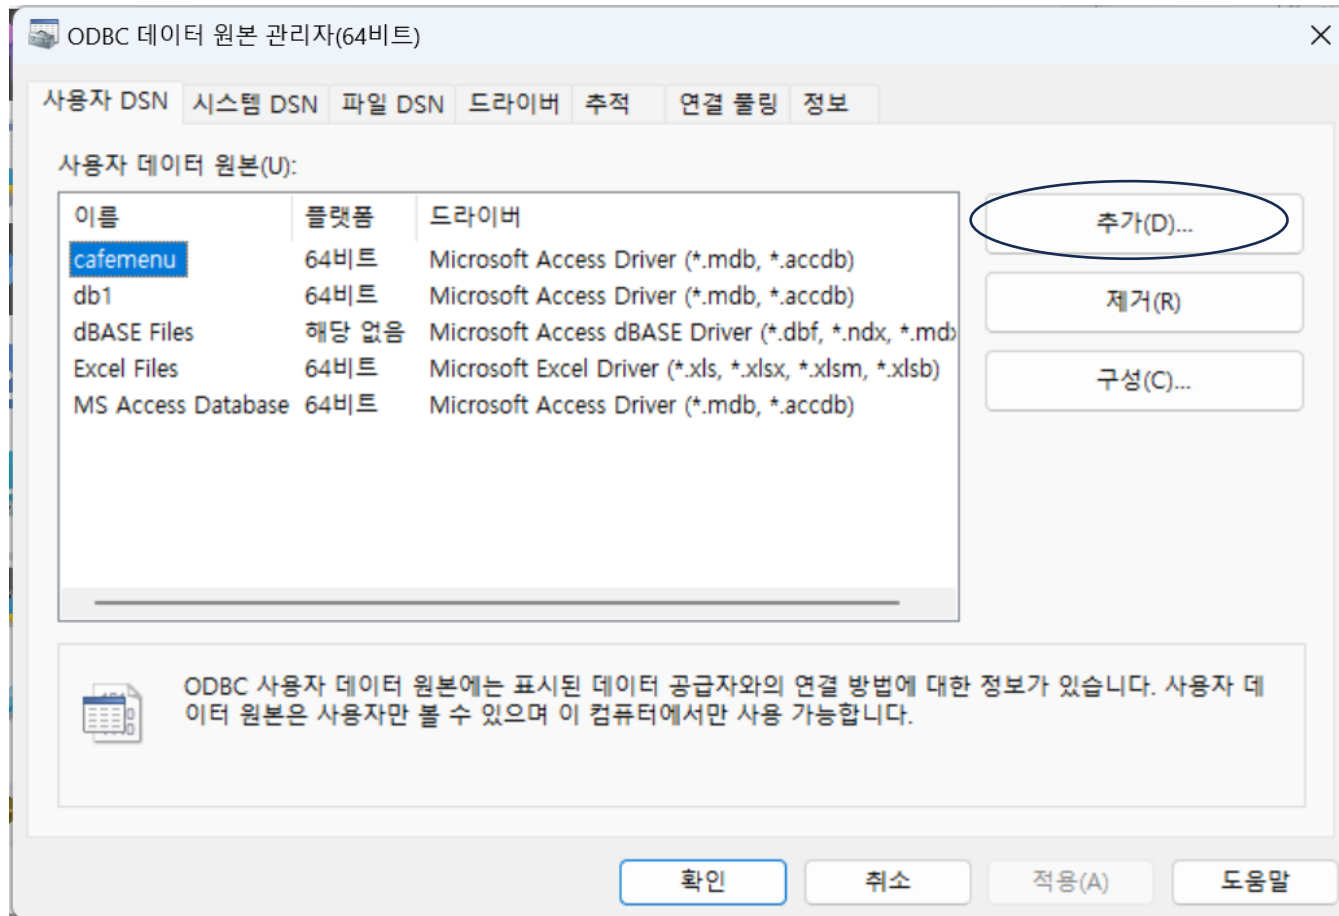 ODBC 데이터 원본 관리자(64비트)
사용자 DSN 시스템 DSN 파일 DSN 드라이버 추적 연결 풀링 정보
사용자 데이터 원본(U):
이름 플랫폼 드라이버
cafemenu 64비트 Microsoft Access Driver (*.mdb, *.accdb)
db1 64비트 Microsoft Access Driver (*.mdb, *.accdb)
dBASE Files 해당 없음 Microsoft Access dBASE Driver (*.dbf, *.ndx, *.mdx
Excel Files 64비트 Microsoft Excel Driver (*.xls, *.xlsx, *.xlsm, *.xlsb)
MS Access Database 64비트 Microsoft Access Driver (*.mdb, *.accdb)
추가(D)...
제거(R)
구성(C)...
ODBC 사용자 데이터 원본에는 표시된 데이터 공급자와의 연결 방법에 대한 정보가 있습니다. 사용자 데
이터 원본은 사용자만 볼 수 있으며 이 컴퓨터에서만 사용 가능합니다.
확인 취소 적용(A) 도움말